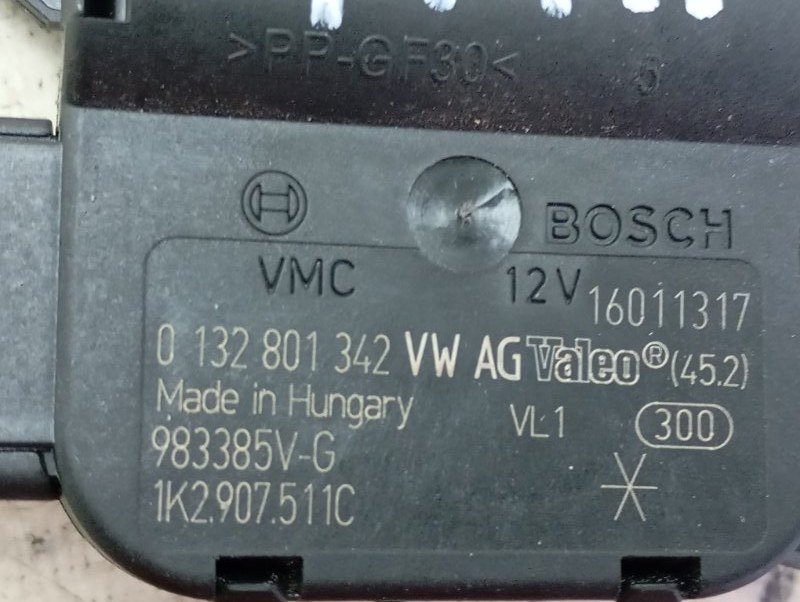 >PP-GF30< 6
BOSCH
VMC 12V 16011317
0 132 801 342 VW AG Valeo® (45.2)
Made in Hungary VL1 300
983385V-G
1K2.907.511C